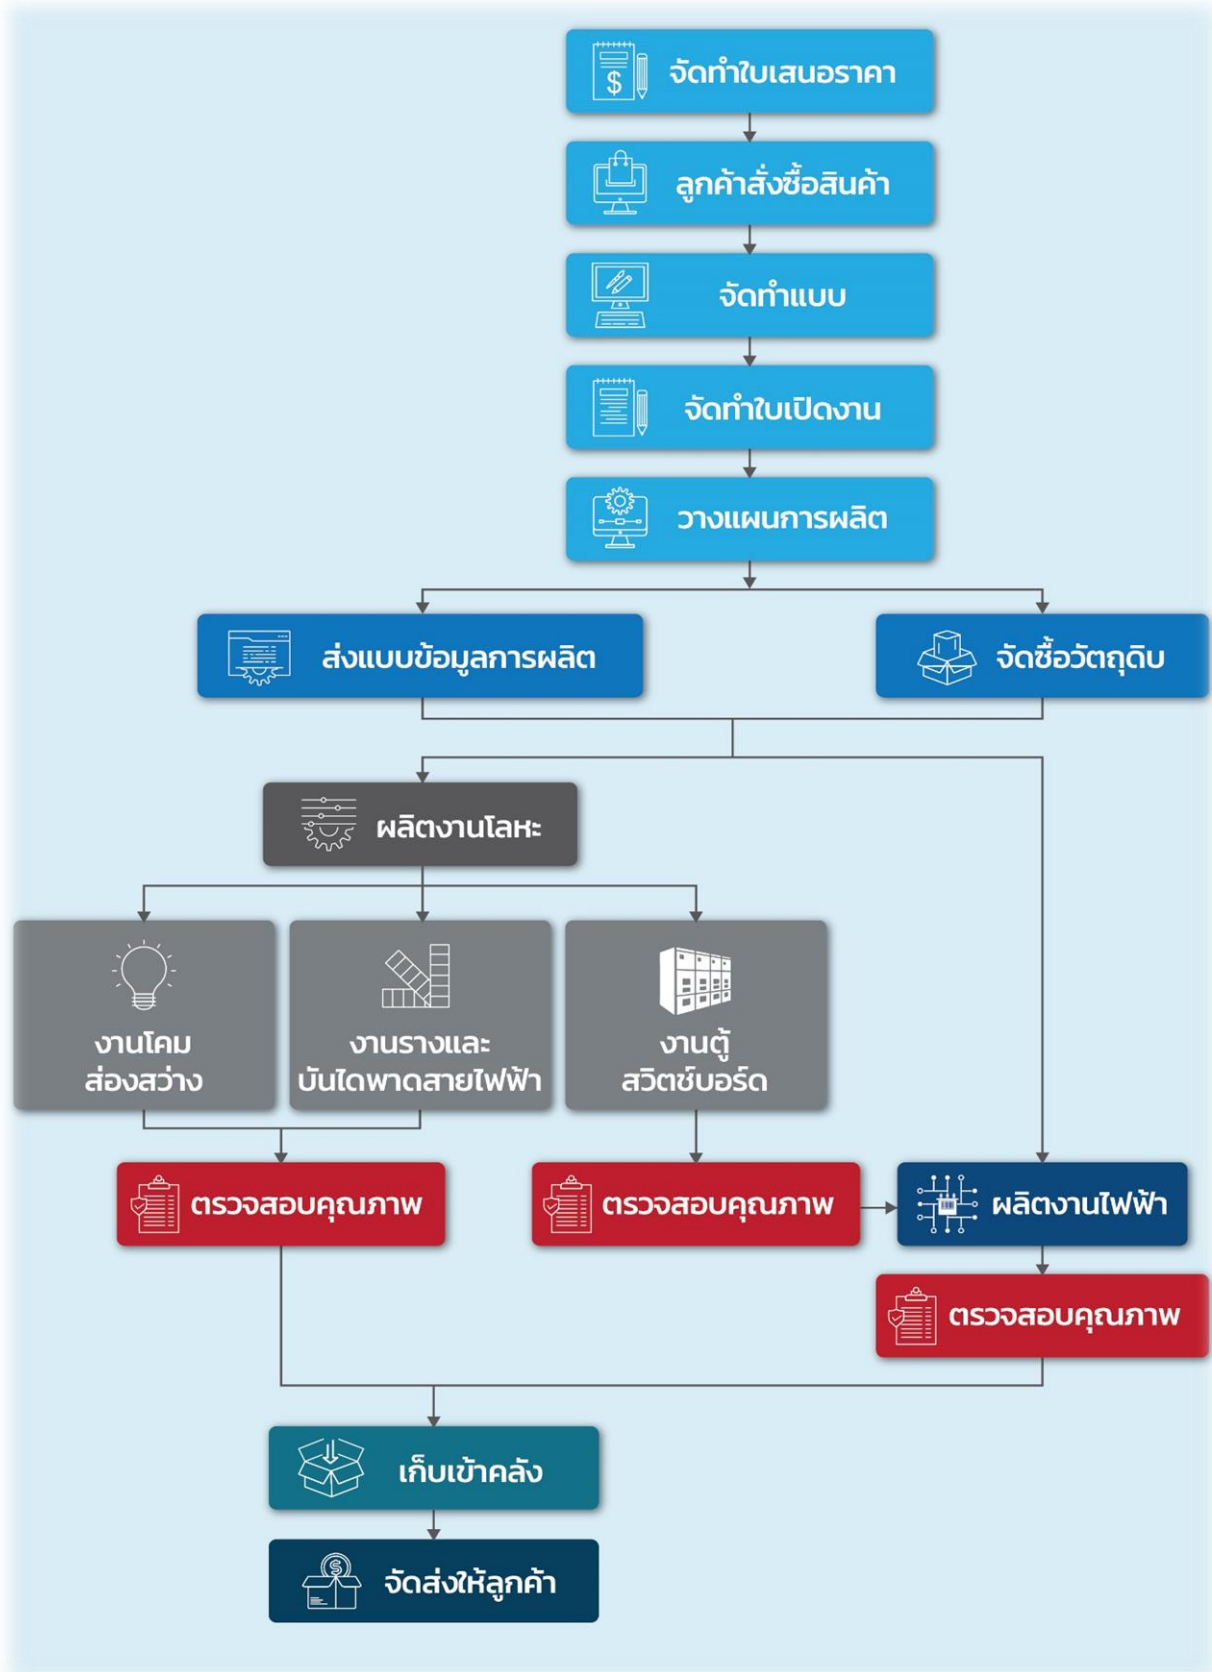 จัดทำใบเสนอราคา
ลูกค้าสั่งซื้อสินค้า
จัดทำแบบ
จัดทำใบเปิดงาน
วางแผนการผลิต
ส่งแบบข้อมูลการผลิต
จัดซื้อวัตถุดิบ
ผลิตงานโลหะ
งานโคม
ส่องสว่าง
งานรางและ
บันไดพาดสายไฟฟ้า
งานตู้
สวิตช์บอร์ด
ตรวจสอบคุณภาพ
ตรวจสอบคุณภาพ
ผลิตงานไฟฟ้า
ตรวจสอบคุณภาพ
เก็บเข้าคลัง
จัดส่งให้ลูกค้า